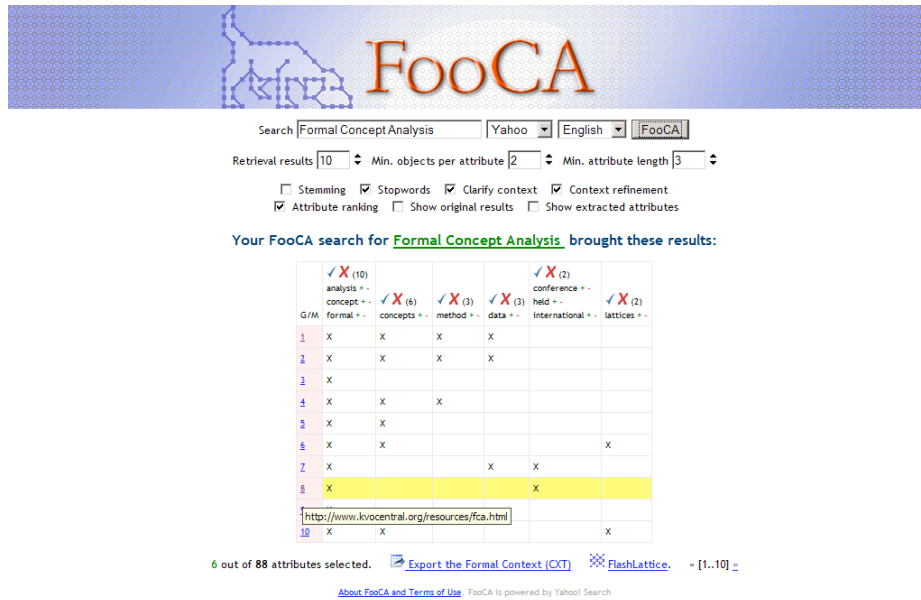 FooCA
Search Formal Concept Analysis Yahoo English FooCA
Retrieval results 10 Min. objects per attribute 2 Min. attribute length 3
Stemming Stopwords Clarify context Context refinement
Attribute ranking Show original results Show extracted attributes
Your FooCA search for Formal Concept Analysis brought these results:
(10) (2)
analysis + - conference + -
concept + - (6) (3) (3) held + - (2)
G/M formal + - concepts + - method + - data + - international + - lattices + -
1 X X X X
2 X X X X
3 X
4 X X X
5 X X
6 X X X
7 X X X
8 X X
http://www.kvocentral.org/resources/fca.html
10 X X X
6 out of 88 attributes selected. Export the Formal Context (CXT) FlashLattice. « [1..10] »
About FooCA and Terms of Use. FooCA is powered by Yahoo! Search